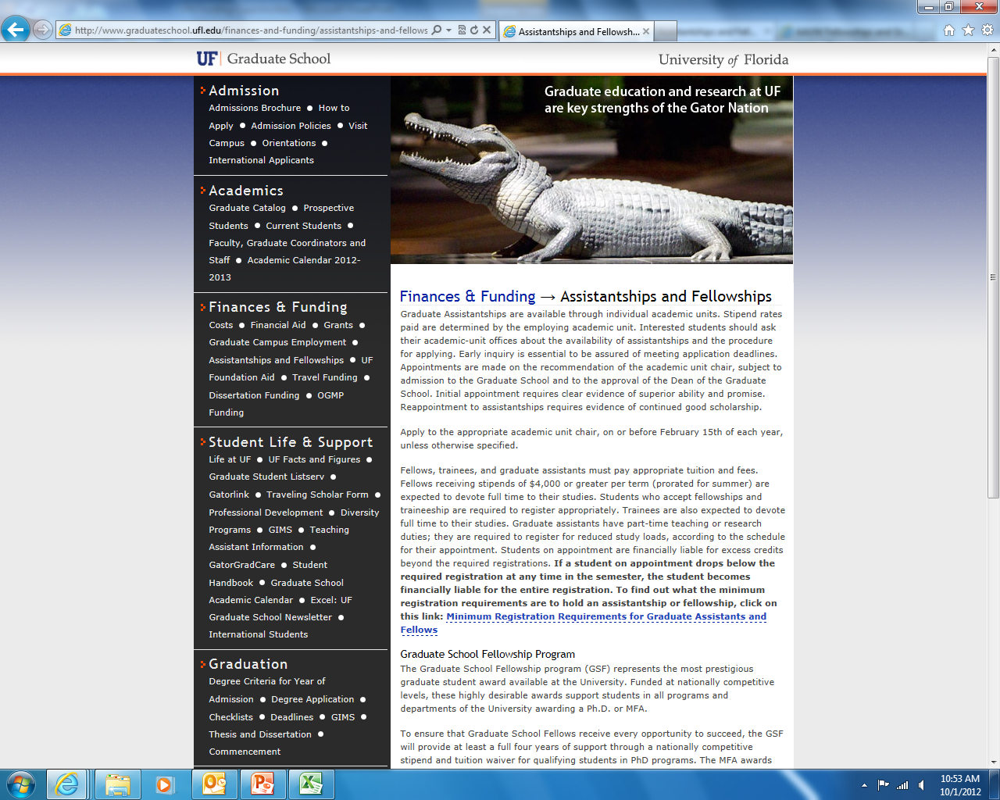 http://www.graduateschool.ufl.edu/finances-and-funding/assistantships-and-fellows
Assistantships and Fellowsh...
UF Graduate School
University of Florida
Admission
Admissions Brochure ● How to
Apply ● Admission Policies ● Visit
Campus ● Orientations ●
International Applicants
Academics
Graduate Catalog ● Prospective
Students ● Current Students ●
Faculty, Graduate Coordinators and
Staff ● Academic Calendar 2012-
2013
Finances & Funding
Costs ● Financial Aid ● Grants ●
Graduate Campus Employment ●
Assistantships and Fellowships ● UF
Foundation Aid ● Travel Funding ●
Dissertation Funding ● OGMP
Funding
Student Life & Support
Life at UF ● UF Facts and Figures ●
Graduate Student Listserv ●
Gatorlink ● Traveling Scholar Form ●
Professional Development ● Diversity
Programs ● GIMS ● Teaching
Assistant Information ●
GatorGradCare ● Student
Handbook ● Graduate School
Academic Calendar ● Excel: UF
Graduate School Newsletter ●
International Students
Graduation
Degree Criteria for Year of
Admission ● Degree Application ●
Checklists ● Deadlines ● GIMS ●
Thesis and Dissertation ●
Commencement
Graduate education and research at UF
are key strengths of the Gator Nation
Finances & Funding → Assistantships and Fellowships
Graduate Assistantships are available through individual academic units. Stipend rates
paid are determined by the employing academic unit. Interested students should ask
their academic-unit offices about the availability of assistantships and the procedure
for applying. Early inquiry is essential to be assured of meeting application deadlines.
Appointments are made on the recommendation of the academic unit chair, subject to
admission to the Graduate School and to the approval of the Dean of the Graduate
School. Initial appointment requires clear evidence of superior ability and promise.
Reappointment to assistantships requires evidence of continued good scholarship.
Apply to the appropriate academic unit chair, on or before February 15th of each year,
unless otherwise specified.
Fellows, trainees, and graduate assistants must pay appropriate tuition and fees.
Fellows receiving stipends of $4,000 or greater per term (prorated for summer) are
expected to devote full time to their studies. Students who accept fellowships and
traineeship are required to register appropriately. Trainees are also expected to devote
full time to their studies. Graduate assistants have part-time teaching or research
duties; they are required to register for reduced study loads, according to the schedule
for their appointment. Students on appointment are financially liable for excess credits
beyond the required registrations. If a student on appointment drops below the
required registration at any time in the semester, the student becomes
financially liable for the entire registration. To find out what the minimum
registration requirements are to hold an assistantship or fellowship, click on
this link: Minimum Registration Requirements for Graduate Assistants and
Fellows
Graduate School Fellowship Program
The Graduate School Fellowship program (GSF) represents the most prestigious
graduate student award available at the University. Funded at nationally competitive
levels, these highly desirable awards support students in all programs and
departments of the University awarding a Ph.D. or MFA.
To ensure that Graduate School Fellows receive every opportunity to succeed, the GSF
will provide at least a full four years of support through a nationally competitive
stipend and tuition waiver for qualifying students in PhD programs. The MFA awards
10:53 AM
10/1/2012